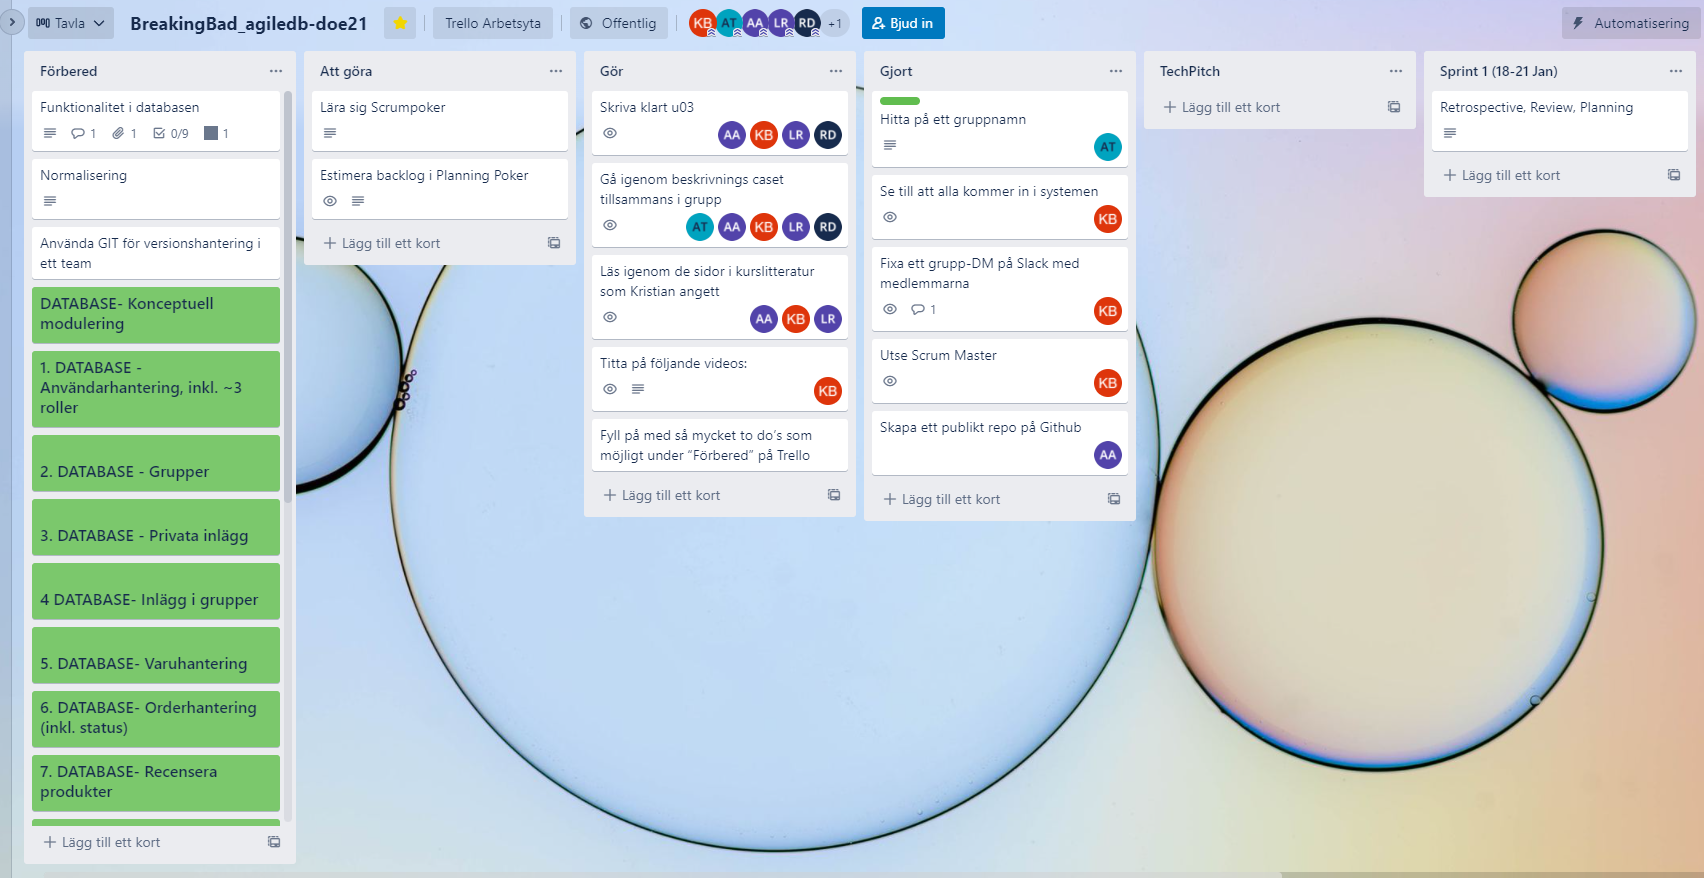 Tavla
BreakingBad_agiledb-doe21
Trello Arbetsyta
Offentlig
KB AT AA LR RD +1
Bjud in
Automatisering
Förbered
Funktionalitet i databasen
1 1 0/9 1
Normalisering
Använda GIT för versionshantering i
ett team
DATABASE- Konceptuell
modulering
1. DATABASE -
Användarhantering, inkl. ~3
roller
2. DATABASE - Grupper
3. DATABASE - Privata inlägg
4 DATABASE- Inlägg i grupper
5. DATABASE- Varuhantering
6. DATABASE- Orderhantering
(inkl. status)
7. DATABASE- Recensera
produkter
+ Lägg till ett kort
Att göra
Lära sig Scrumpoker
Estimera backlog i Planning Poker
+ Lägg till ett kort
Gör
Skriva klart u03
AA KB LR RD
Gå igenom beskrivnings caset
tillsammans i grupp
AT AA KB LR RD
Läs igenom de sidor i kurslitteratur
som Kristian angett
AA KB LR
Titta på följande videos:
KB
Fyll på med så mycket to do’s som
möjligt under “Förbered” på Trello
+ Lägg till ett kort
Gjort
Hitta på ett gruppnamn
AT
Se till att alla kommer in i systemen
KB
Fixa ett grupp-DM på Slack med
medlemmarna
1
KB
Utse Scrum Master
KB
Skapa ett publikt repo på Github
AA
+ Lägg till ett kort
TechPitch
+ Lägg till ett kort
Sprint 1 (18-21 Jan)
Retrospective, Review, Planning
+ Lägg till ett kort